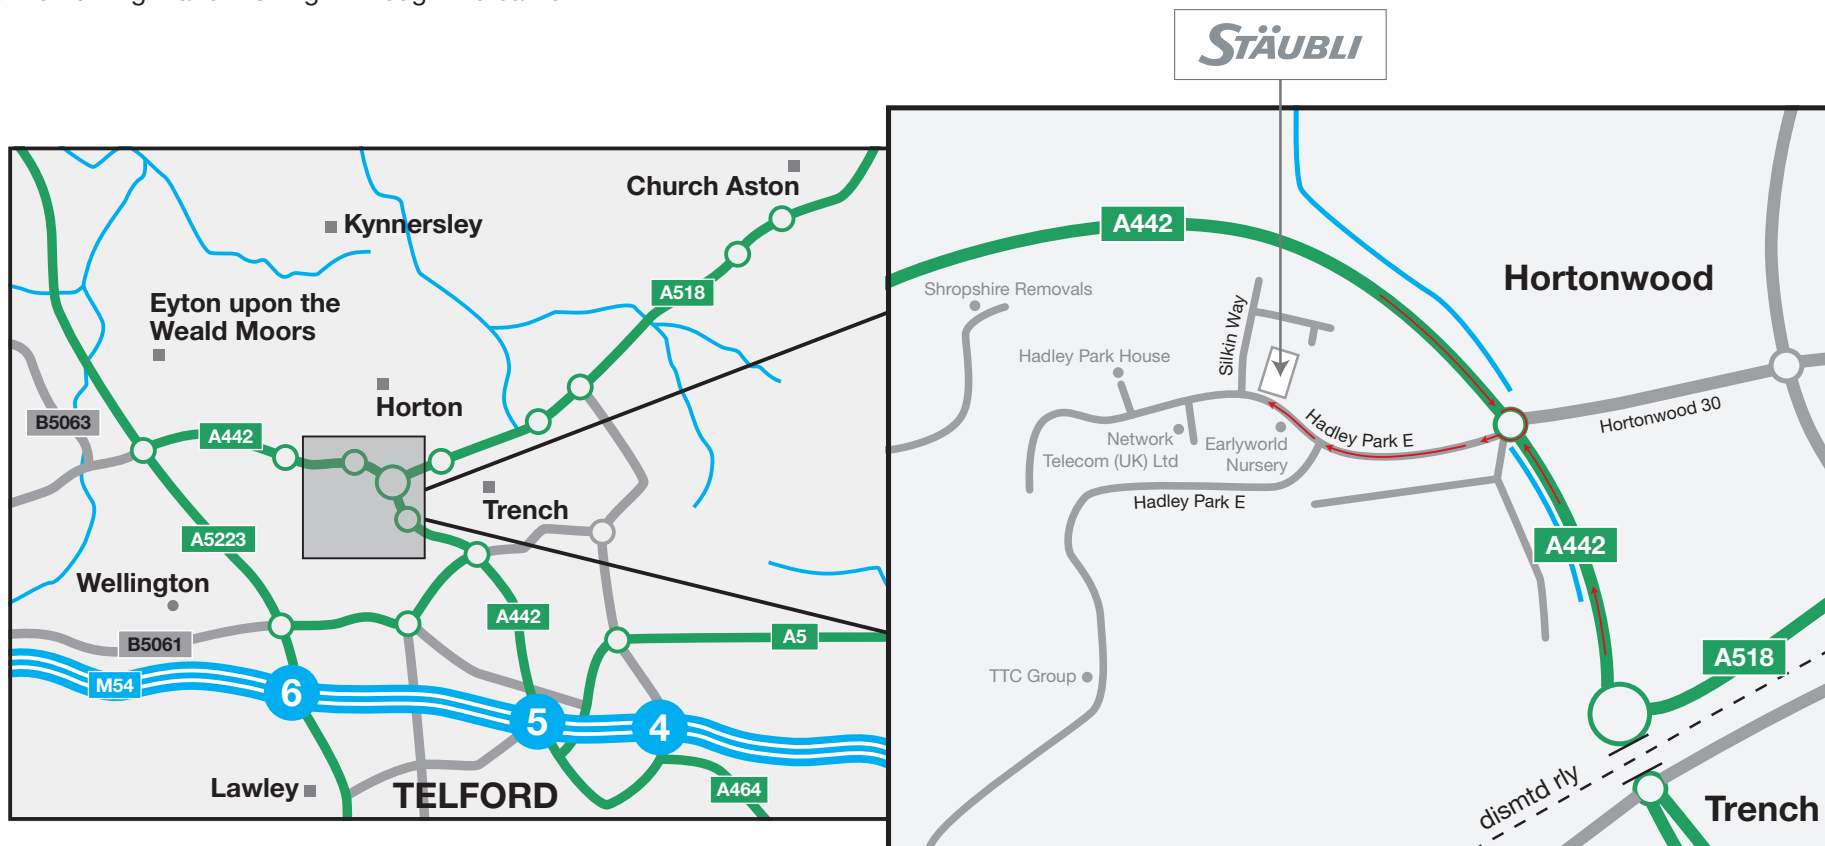 STÄUBLI
Church Aston
Kynnersley
A518
Eyton upon the
Weald Moors
Horton
B5063
A442
Trench
A5223
Wellington
A442
B5061
A5
M54
6
5
4
Lawley
TELFORD
A464
A442
Hortonwood
Shropshire Removals
Silkin Way
Hadley Park House
Hortonwood 30
Hadley Park E
Network
Telecom (UK) Ltd
Earlyworld
Nursery
Hadley Park E
A442
TTC Group
A518
dismtd rly
Trench